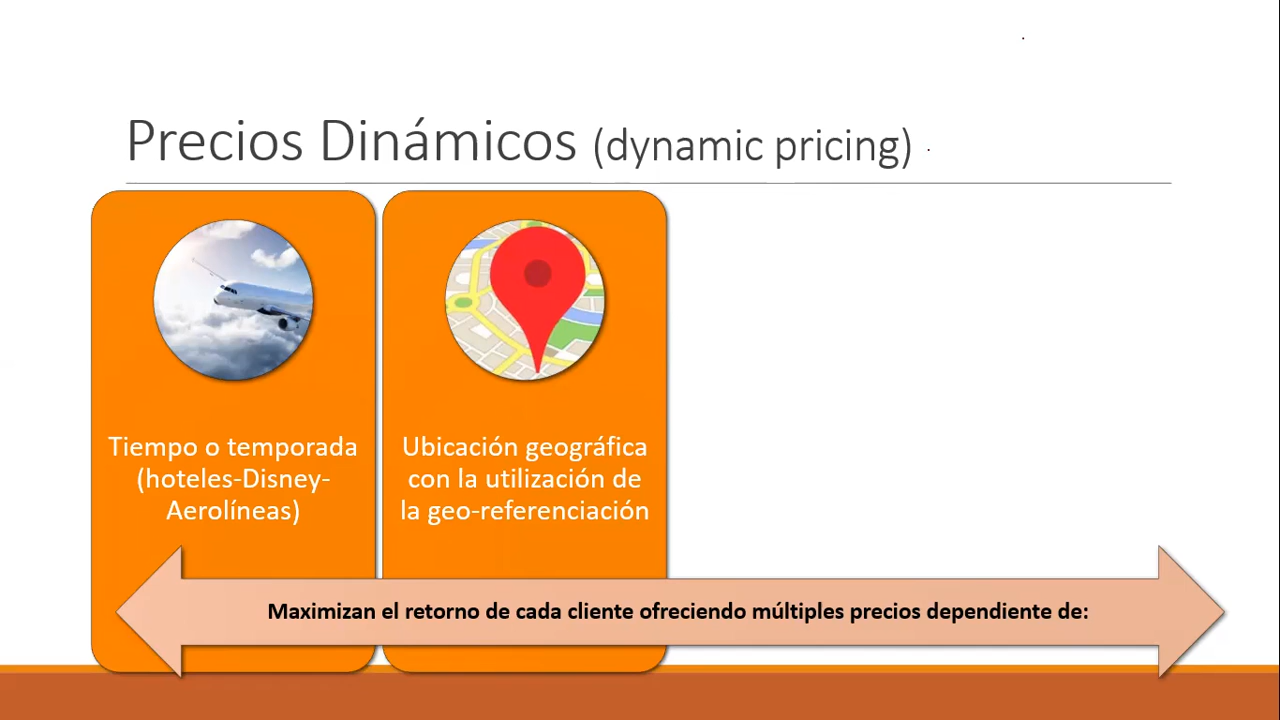 Precios Dinámicos (dynamic pricing)
Tiempo o temporada
(hoteles-Disney-
Aerolíneas)
Ubicación geográfica
con la utilización de
la geo-referenciación
Maximizan el retorno de cada cliente ofreciendo múltiples precios dependiente de: